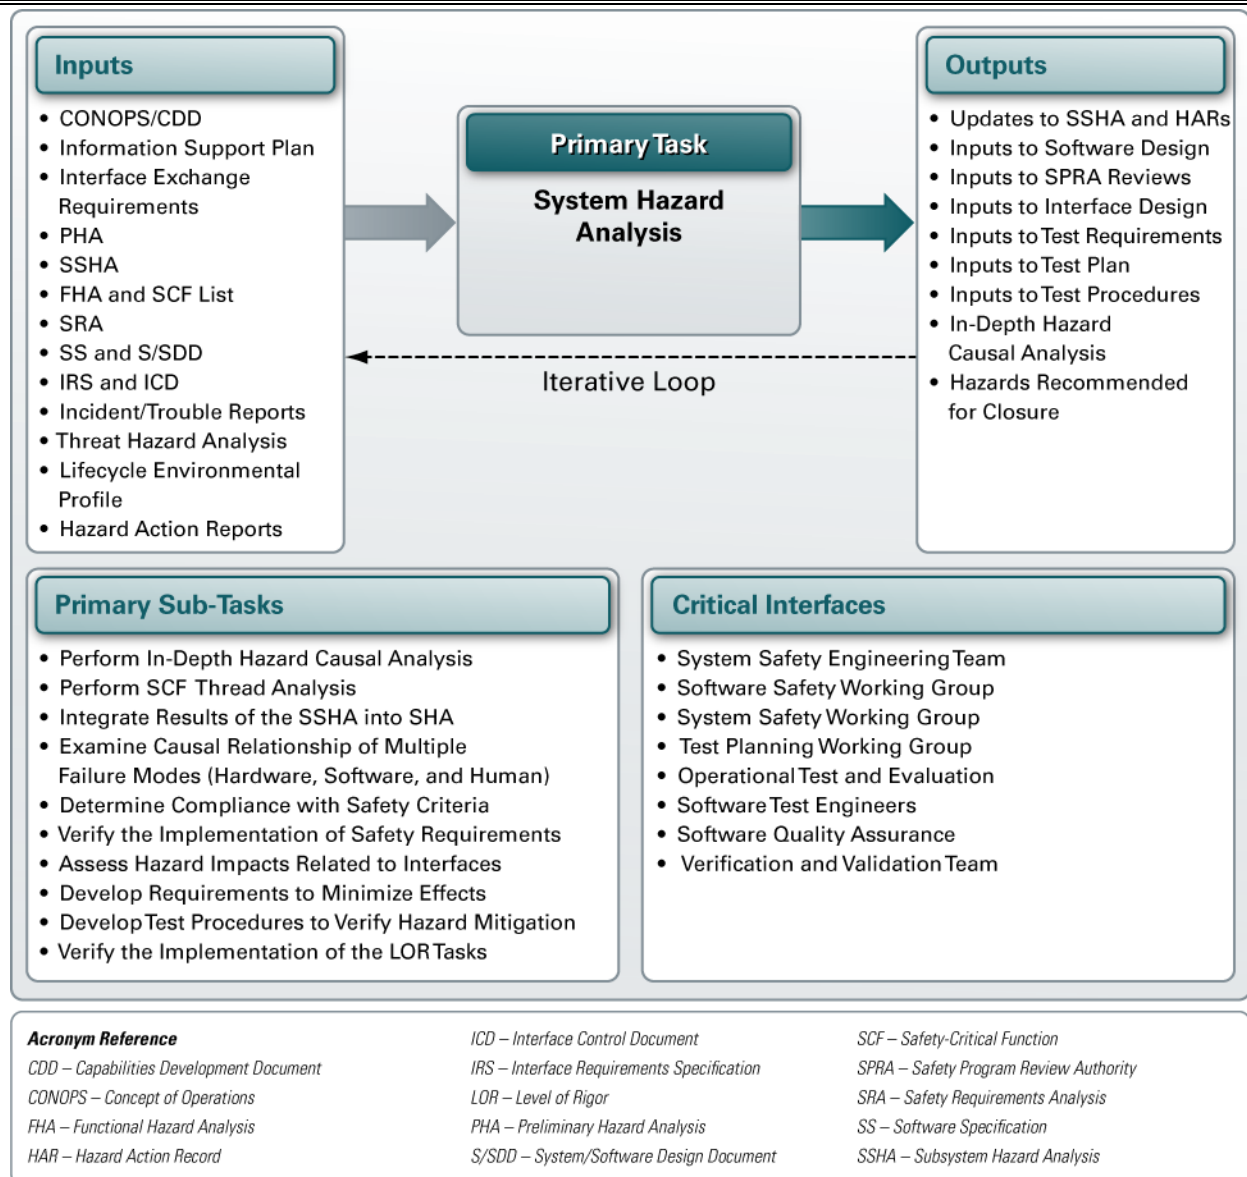 Inputs
• CONOPS/CDD
• Information Support Plan
• Interface Exchange
Requirements
• PHA
• SSHA
• FHA and SCF List
• SRA
• SS and S/SDD
• IRS and ICD
• Incident/Trouble Reports
• Threat Hazard Analysis
• Lifecycle Environmental
Profile
• Hazard Action Reports
Primary Task
System Hazard
Analysis
Iterative Loop
Outputs
• Updates to SSHA and HARs
• Inputs to Software Design
• Inputs to SPRA Reviews
• Inputs to Interface Design
• Inputs to Test Requirements
• Inputs to Test Plan
• Inputs to Test Procedures
• In-Depth Hazard
Causal Analysis
• Hazards Recommended
for Closure
Primary Sub-Tasks
• Perform In-Depth Hazard Causal Analysis
• Perform SCF Thread Analysis
• Integrate Results of the SSHA into SHA
• Examine Causal Relationship of Multiple
Failure Modes (Hardware, Software, and Human)
• Determine Compliance with Safety Criteria
• Verify the Implementation of Safety Requirements
• Assess Hazard Impacts Related to Interfaces
• Develop Requirements to Minimize Effects
• Develop Test Procedures to Verify Hazard Mitigation
• Verify the Implementation of the LOR Tasks
Critical Interfaces
• System Safety Engineering Team
• Software Safety Working Group
• System Safety Working Group
• Test Planning Working Group
• Operational Test and Evaluation
• Software Test Engineers
• Software Quality Assurance
• Verification and Validation Team
Acronym Reference
CDD – Capabilities Development Document
CONOPS – Concept of Operations
FHA – Functional Hazard Analysis
HAR – Hazard Action Record
ICD – Interface Control Document
IRS – Interface Requirements Specification
LOR – Level of Rigor
PHA – Preliminary Hazard Analysis
S/SDD – System/Software Design Document
SCF – Safety-Critical Function
SPRA – Safety Program Review Authority
SRA – Safety Requirements Analysis
SS – Software Specification
SSHA – Subsystem Hazard Analysis